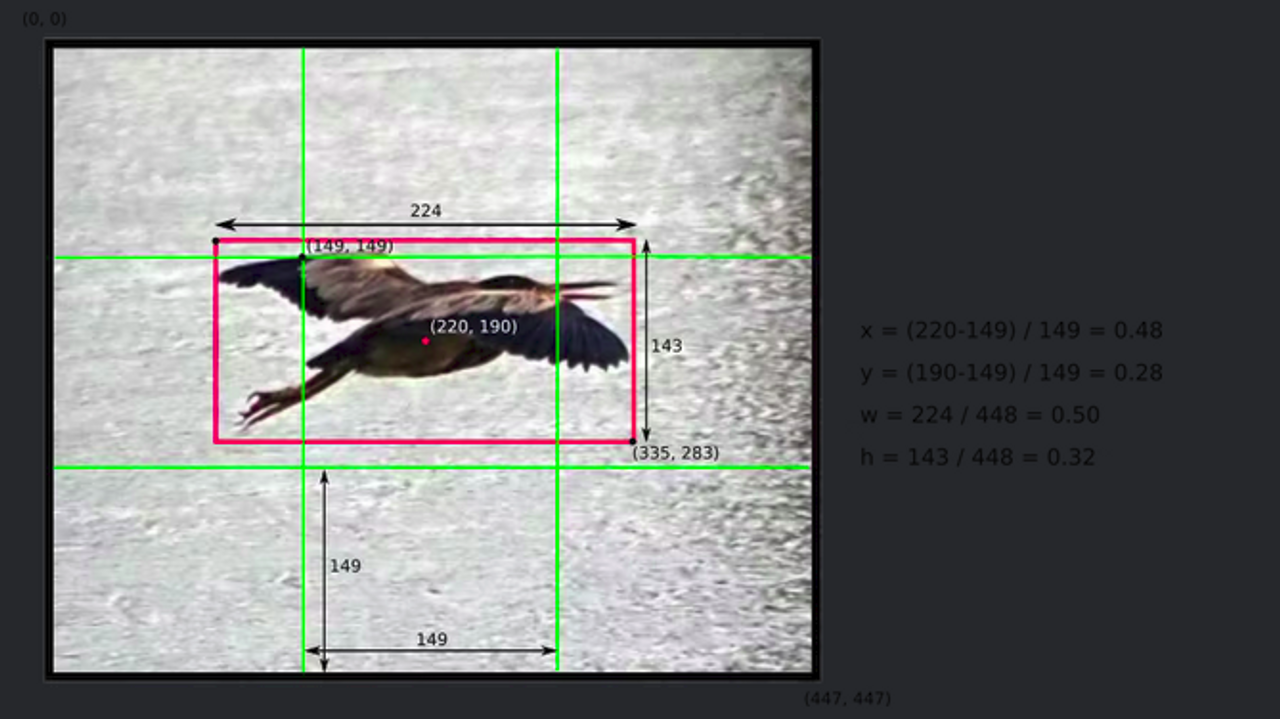 (0, 0)
224
(149, 149)
(220, 190)
143
(335, 283)
149
149
x = (220-149) / 149 = 0.48
y = (190-149) / 149 = 0.28
w = 224 / 448 = 0.50
h = 143 / 448 = 0.32
(447, 447)